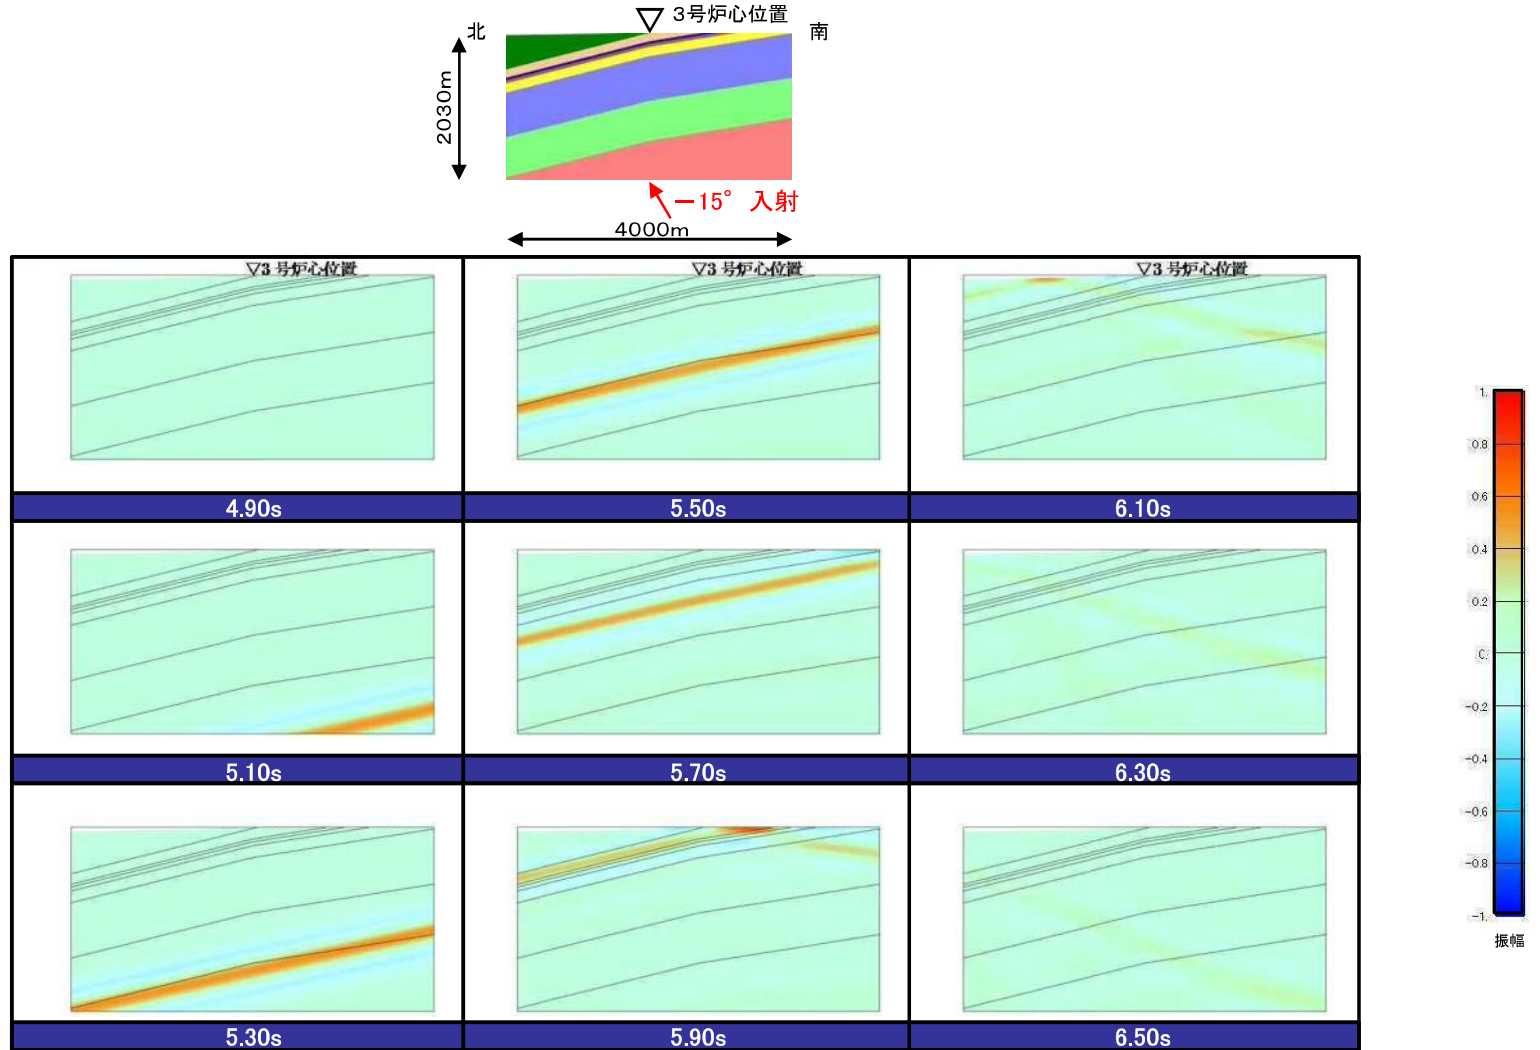 ▽ 3号炉心位置
北
南
2030m
−15° 入射
4000m
▽3 号炉心位置
▽3 号炉心位置
▽3 号炉心位置
4.90s
5.50s
6.10s
5.10s
5.70s
6.30s
5.30s
5.90s
6.50s
1.
0.8
0.6
0.4
0.2
0.
-0.2
-0.4
-0.6
-0.8
-1.
振幅